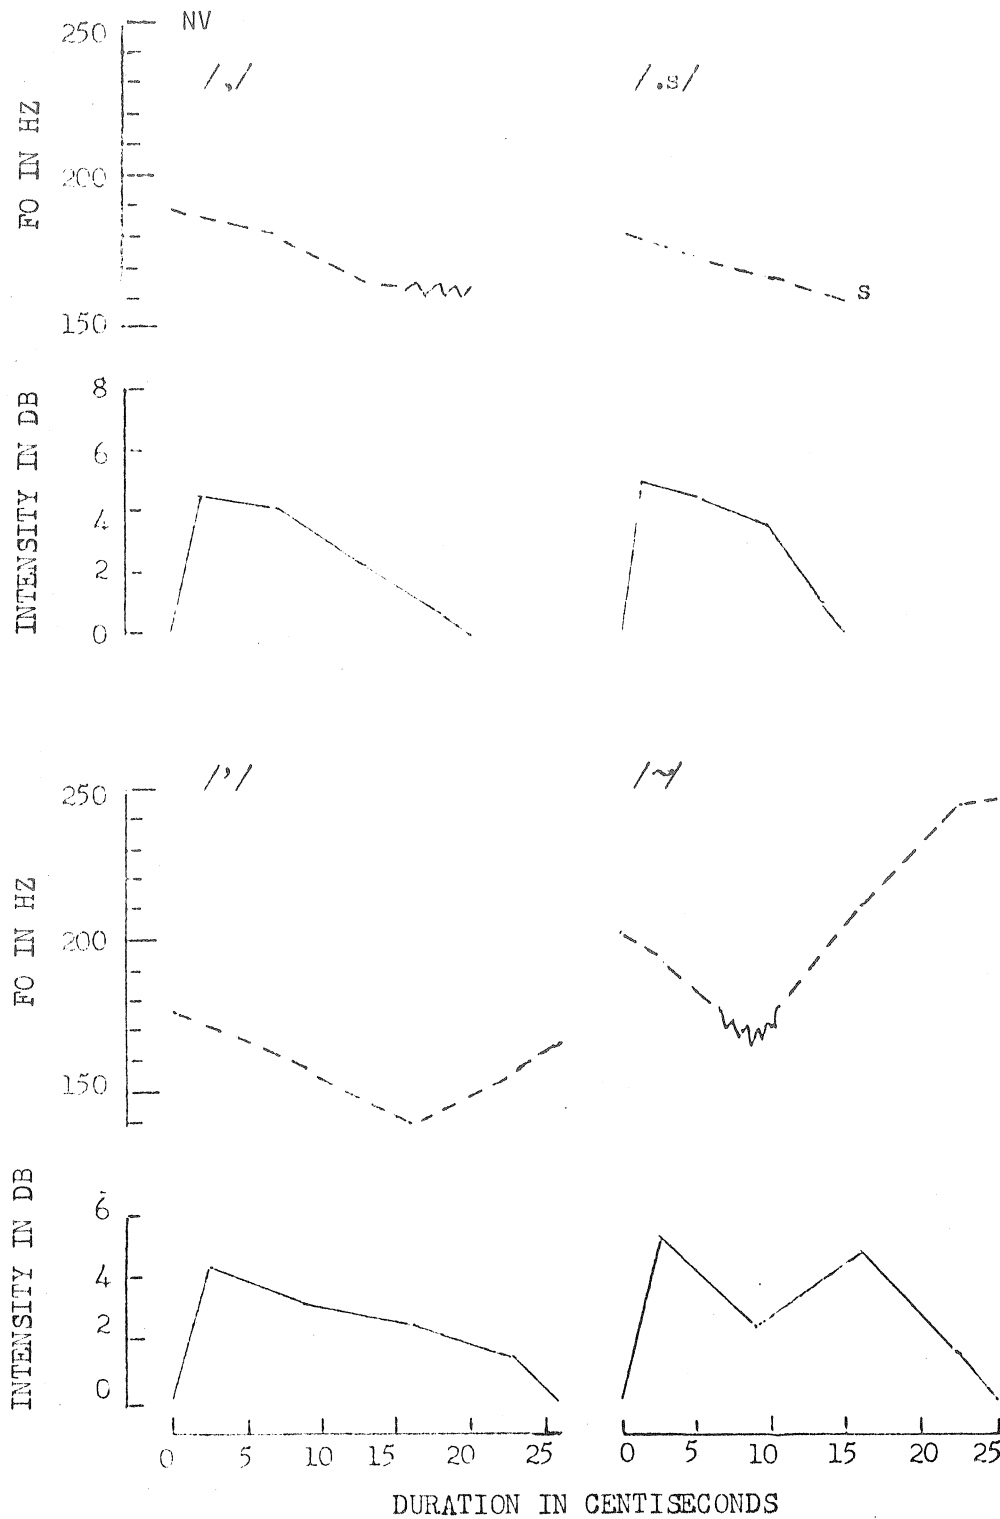 NV
/̣/ /.s/
250
200
150
FO IN HZ
s
8
6
4
2
0
INTENSITY IN DB
/ʼ/ /~/
250
200
150
FO IN HZ
6
4
2
0
INTENSITY IN DB
0 5 10 15 20 25 0 5 10 15 20 25
DURATION IN CENTISECONDS